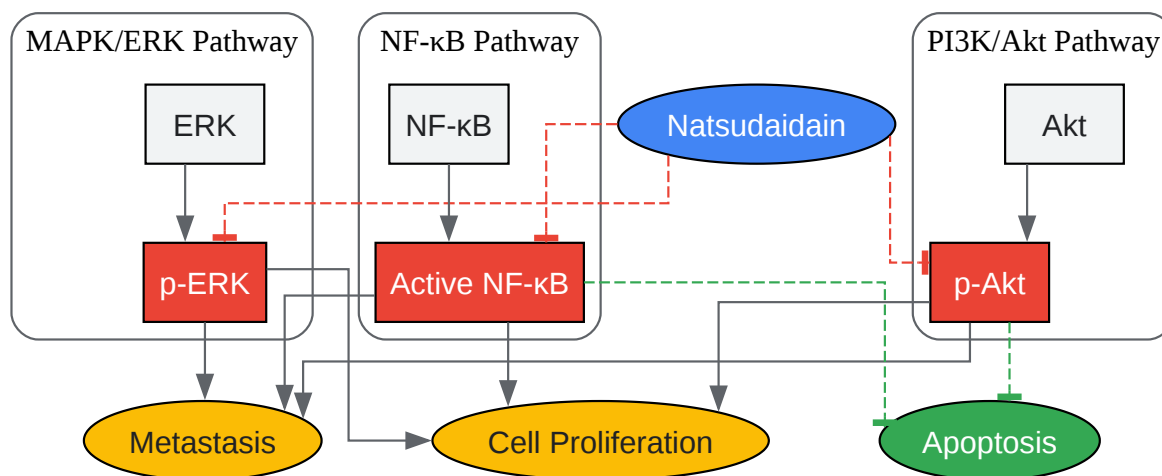 MAPK/ERK Pathway
NF-κB Pathway
PI3K/Akt Pathway
ERK
NF-κB
Natsudaidain
Akt
p-ERK
Active NF-κB
p-Akt
Metastasis
Cell Proliferation
Apoptosis